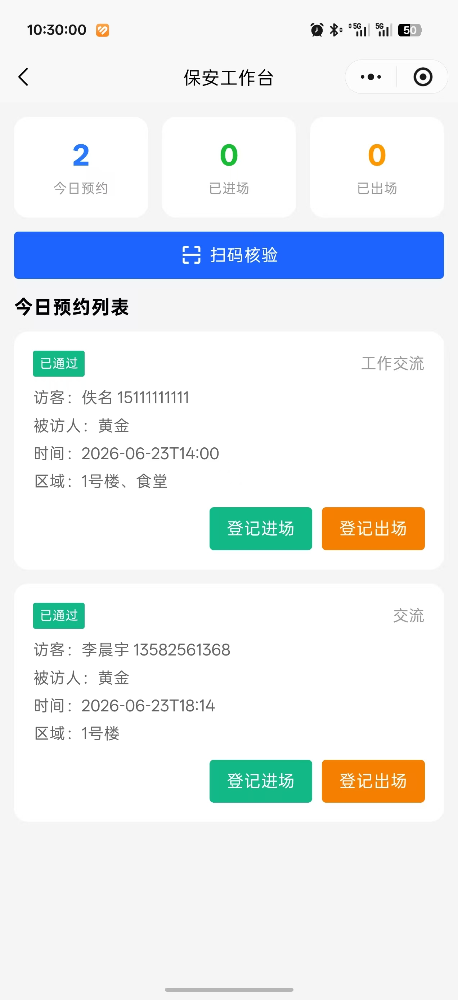 10:30:00
5G 5G 50
保安工作台
2
今日预约
0
已进场
0
已出场
扫码核验
今日预约列表
已通过
工作交流
访客：佚名 15111111111
被访人：黄金
时间：2026-06-23T14:00
区域：1号楼、食堂
登记进场 登记出场
已通过
交流
访客：李晨宇 13582561368
被访人：黄金
时间：2026-06-23T18:14
区域：1号楼
登记进场 登记出场